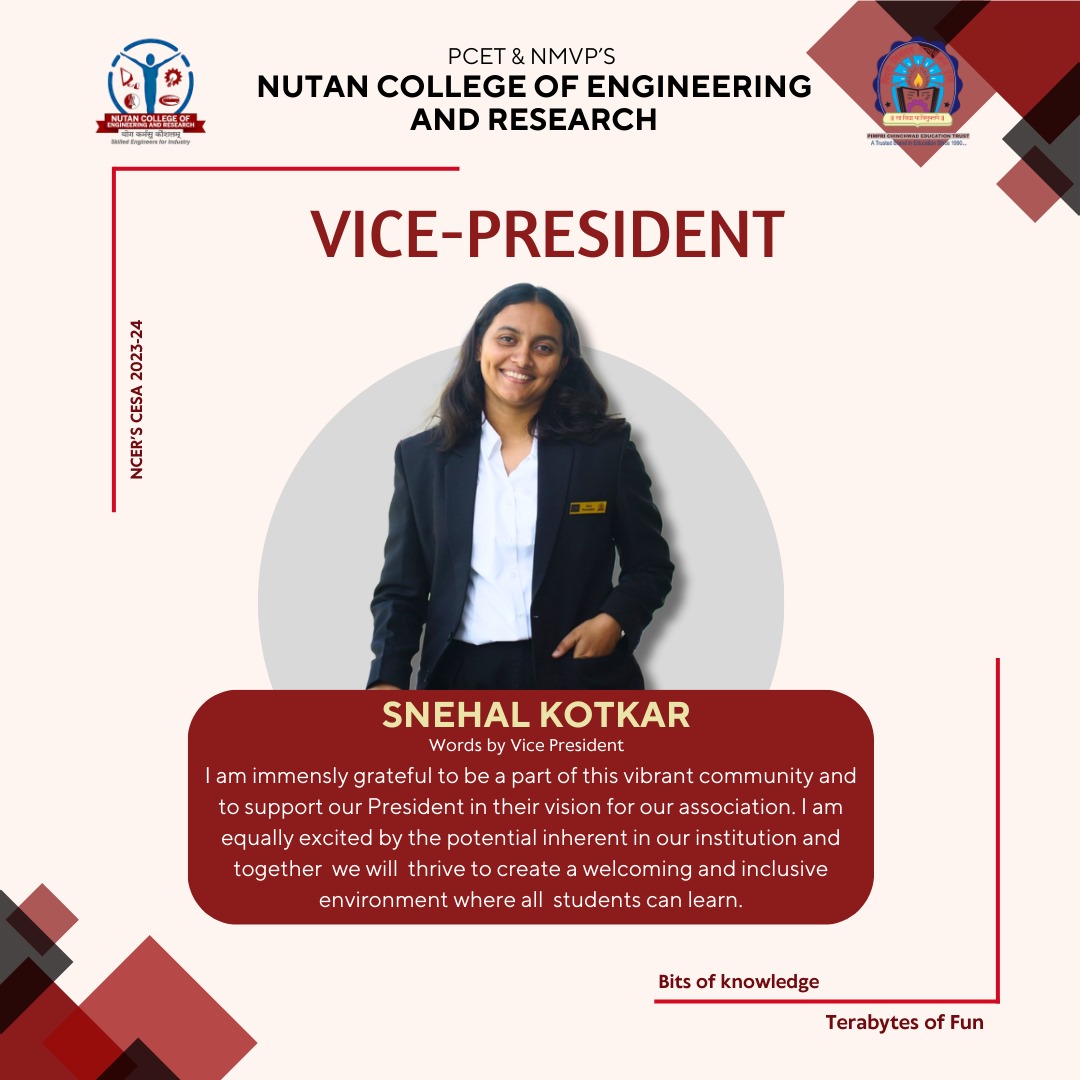 PCET & NMVP'S
NUTAN COLLEGE OF ENGINEERING
AND RESEARCH
NUTAN COLLEGE OF
ENGINEERING AND RESEARCH
योग कर्मसु कौशलम्
Skilled Engineers for Industry
PIMPRI CHINCHWAD EDUCATION TRUST
A Trusted Brand in Education Since 1990...
VICE-PRESIDENT
NCER'S CESA 2023-24
SNEHAL KOTKAR
Words by Vice President
I am immensly grateful to be a part of this vibrant community and
to support our President in their vision for our association. I am
equally excited by the potential inherent in our institution and
together we will thrive to create a welcoming and inclusive
environment where all students can learn.
Bits of knowledge
Terabytes of Fun